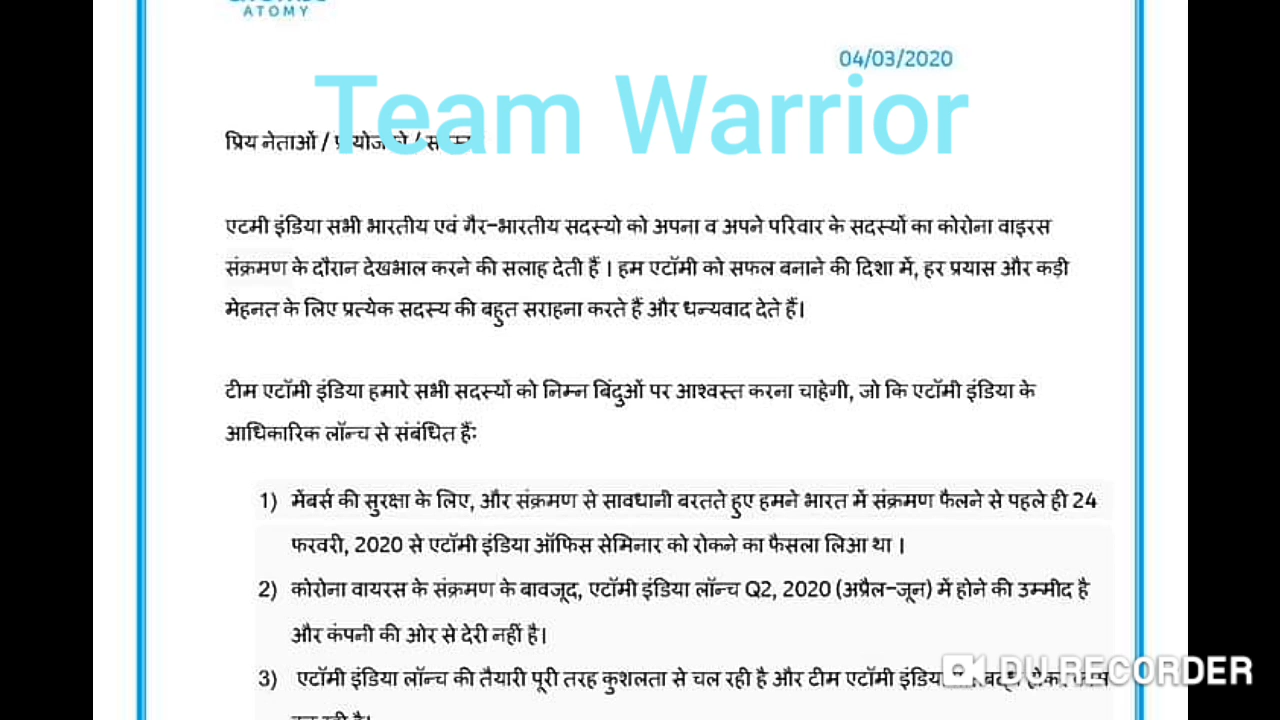 ATOMY
04/03/2020
Team Warrior
प्रिय नेताओं /
एटमी इंडिया सभी भारतीय एवं गैर-भारतीय सदस्यो को अपना व अपने परिवार के सदस्यों का कोरोना वाइरस
संक्रमण के दौरान देखभाल करने की सलाह देती हैं । हम एटॉमी को सफल बनाने की दिशा में, हर प्रयास और कड़ी
मेहनत के लिए प्रत्येक सदस्य की बहुत सराहना करते हैं और धन्यवाद देते हैं।
टीम एटॉमी इंडिया हमारे सभी सदस्यों को निम्न बिंदुओं पर आश्वस्त करना चाहेगी, जो कि एटॉमी इंडिया के
आधिकारिक लॉन्च से संबंधित हैं:
1) मेंबर्स की सुरक्षा के लिए, और संक्रमण से सावधानी बरतते हुए हमने भारत में संक्रमण फैलने से पहले ही 24
फरवरी, 2020 से एटॉमी इंडिया ऑफिस सेमिनार को रोकने का फैसला लिआ था ।
2) कोरोना वायरस के संक्रमण के बावजूद, एटॉमी इंडिया लॉन्च Q2, 2020 (अप्रैल-जून) में होने की उम्मीद है
और कंपनी की ओर से देरी नहीं है।
3) एटॉमी इंडिया लॉन्च की तैयारी पूरी तरह कुशलता से चल रही है और टीम एटॉमी इंडिया
DU RECORDER